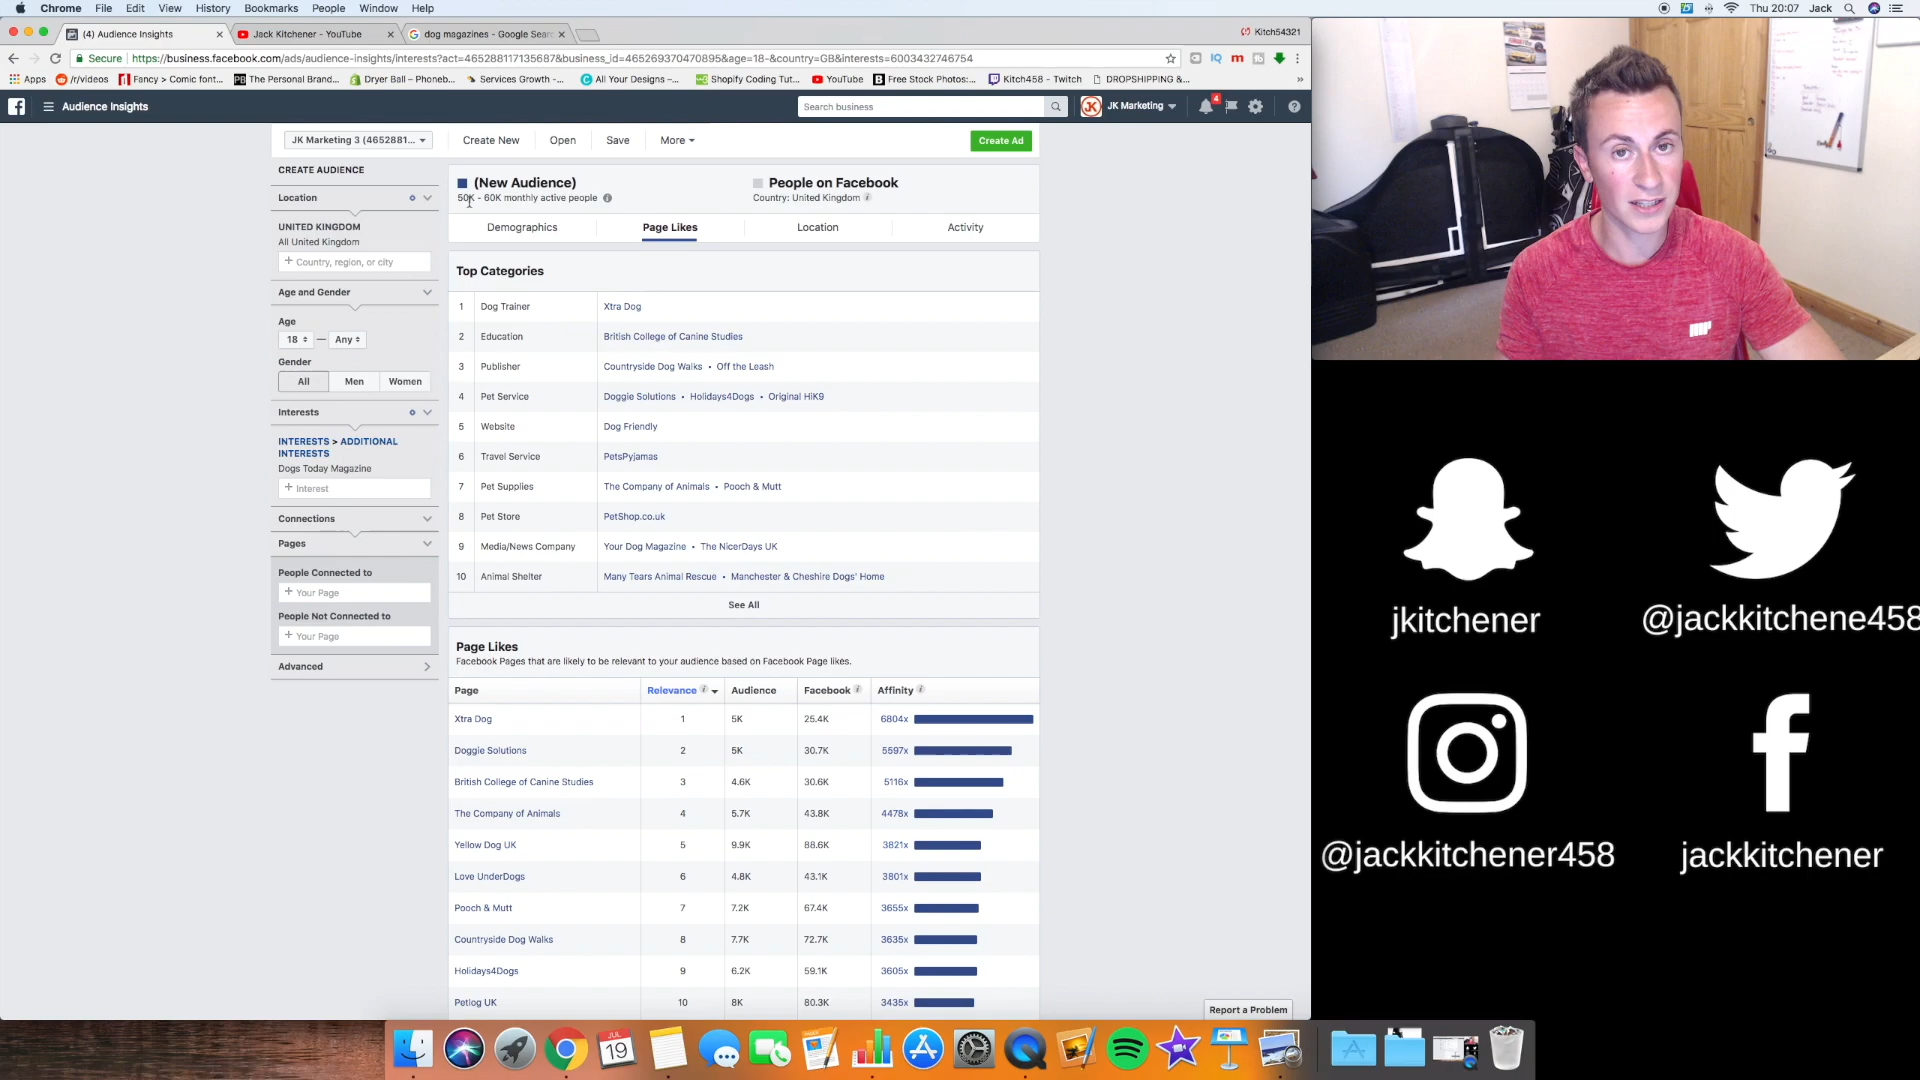 Chrome File Edit View History Bookmarks People Window Help
Thu 20:07 Jack
(4) Audience Insights
Jack Kitchener - YouTube
dog magazines - Google Searc
Kitch54321
Secure https://business.facebook.com/ads/audience-insights/interests?act=465288117135687&business_id=465269370470895&age=18-&country=GB&interests=6003432746754
Apps /r/videos Fancy > Comic font... The Personal Brand... Dryer Ball – Phoneb... Services Growth -... All Your Designs –... Shopify Coding Tut... YouTube Free Stock Photos:... Kitch458 - Twitch DROPSHIPPING &...
Audience Insights
Search business
JK Marketing
4
JK Marketing 3 (4652881...
Create New
Open
Save
More
Create Ad
CREATE AUDIENCE
Location
UNITED KINGDOM
All United Kingdom
+ Country, region, or city
Age and Gender
Age
18 — Any
Gender
All Men Women
Interests
INTERESTS > ADDITIONAL
INTERESTS
Dogs Today Magazine
+ Interest
Connections
Pages
People Connected to
+ Your Page
People Not Connected to
+ Your Page
Advanced
(New Audience)
50K - 60K monthly active people
People on Facebook
Country: United Kingdom
Demographics
Page Likes
Location
Activity
Top Categories
1 Dog Trainer Xtra Dog
2 Education British College of Canine Studies
3 Publisher Countryside Dog Walks • Off the Leash
4 Pet Service Doggie Solutions • Holidays4Dogs • Original HiK9
5 Website Dog Friendly
6 Travel Service PetsPyjamas
7 Pet Supplies The Company of Animals • Pooch & Mutt
8 Pet Store PetShop.co.uk
9 Media/News Company Your Dog Magazine • The NicerDays UK
10 Animal Shelter Many Tears Animal Rescue • Manchester & Cheshire Dogs' Home
See All
Page Likes
Facebook Pages that are likely to be relevant to your audience based on Facebook Page likes.
Page Relevance Audience Facebook Affinity
Xtra Dog 1 5K 25.4K 6804x
Doggie Solutions 2 5K 30.7K 5597x
British College of Canine Studies 3 4.6K 30.6K 5116x
The Company of Animals 4 5.7K 43.8K 4478x
Yellow Dog UK 5 9.9K 88.6K 3821x
Love UnderDogs 6 4.8K 43.1K 3801x
Pooch & Mutt 7 7.2K 67.4K 3655x
Countryside Dog Walks 8 7.7K 72.7K 3635x
Holidays4Dogs 9 6.2K 59.1K 3605x
Petlog UK 10 8K 80.3K 3435x
Report a Problem
JUL
19
jkitchener
@jackkitchene458
@jackkitchener458
jackkitchener